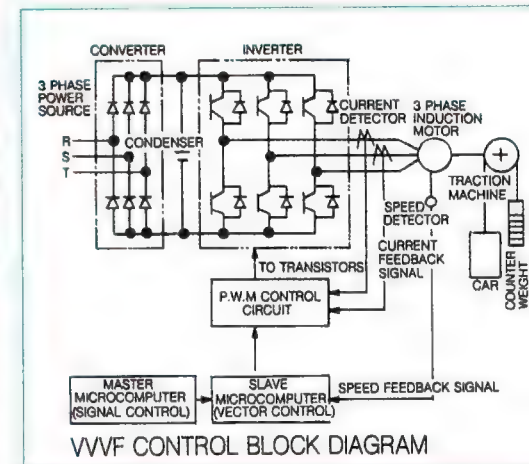 CONVERTER
INVERTER
3 PHASE
POWER
SOURCE
R
S
T
CONDENSER
CURRENT
DETECTOR
3 PHASE
INDUCTION
MOTOR
TRACTION
MACHINE
SPEED
DETECTOR
CURRENT
FEEDBACK
SIGNAL
CAR
COUNTER
WEIGHT
TO TRANSISTORS
P.W.M CONTROL
CIRCUIT
MASTER
MICROCOMPUTER
(SIGNAL CONTROL)
SLAVE
MICROCOMPUTER
(VECTOR CONTROL)
SPEED FEEDBACK SIGNAL
VVVF CONTROL BLOCK DIAGRAM